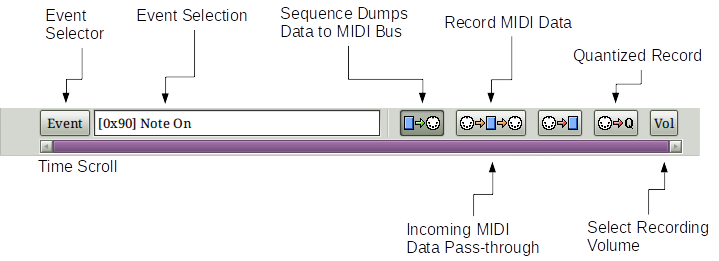 Event
Selector
Event Selection
Sequence Dumps
Data to MIDI Bus
Record MIDI Data
Quantized Record
Event
[0x90] Note On
Q
Vol
Time Scroll
Incoming MIDI
Data Pass-through
Select Recording
Volume